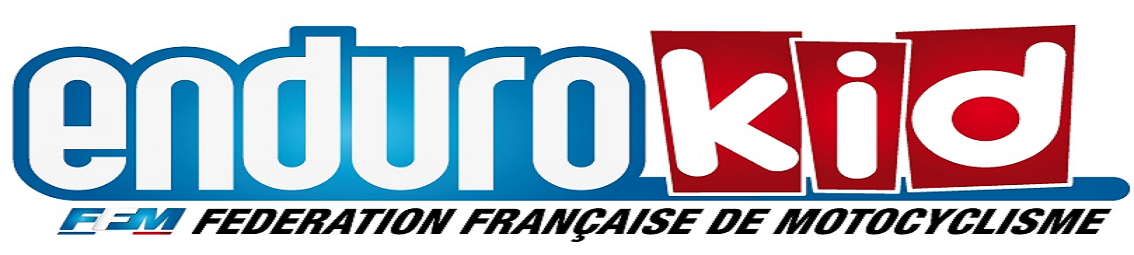 enduro kid
FFM FEDERATION FRANÇAISE DE MOTOCYCLISME